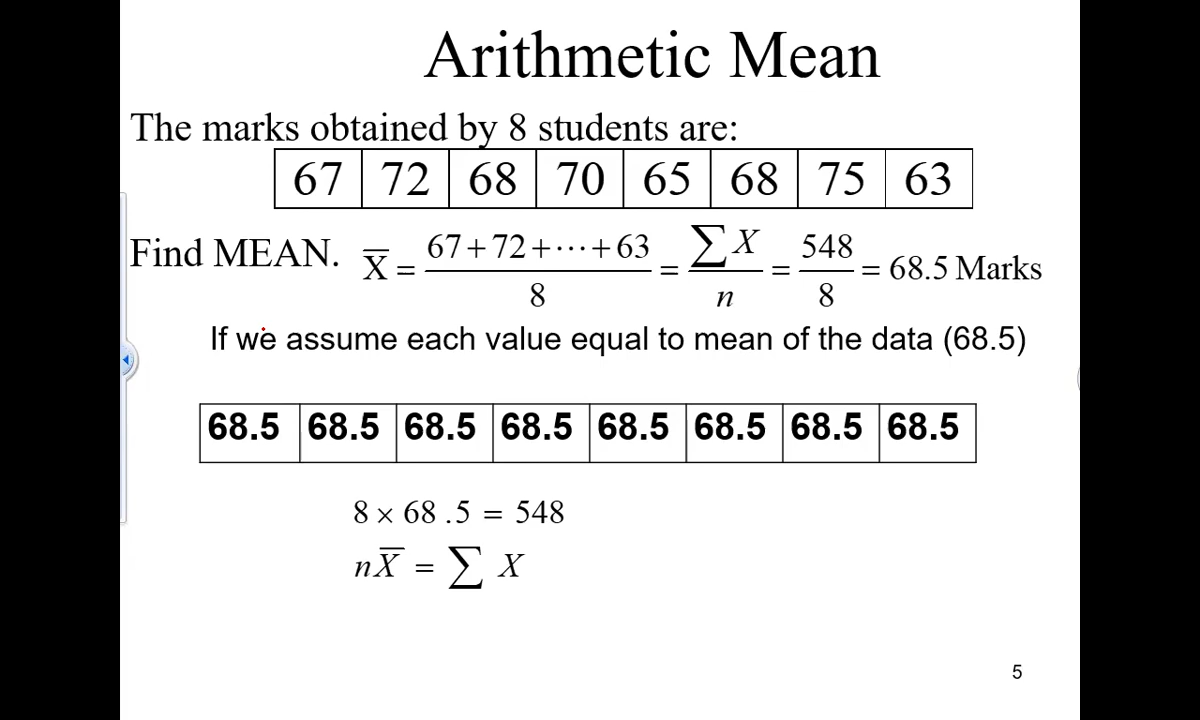 Arithmetic Mean
The marks obtained by 8 students are:
67 72 68 70 65 68 75 63
Find MEAN. X̅ = (67+72+⋯+63)/8 = ∑X/n = 548/8 = 68.5 Marks
If we assume each value equal to mean of the data (68.5)
68.5 68.5 68.5 68.5 68.5 68.5 68.5 68.5
8 × 68 .5 = 548
nX̅ = ∑ X
5